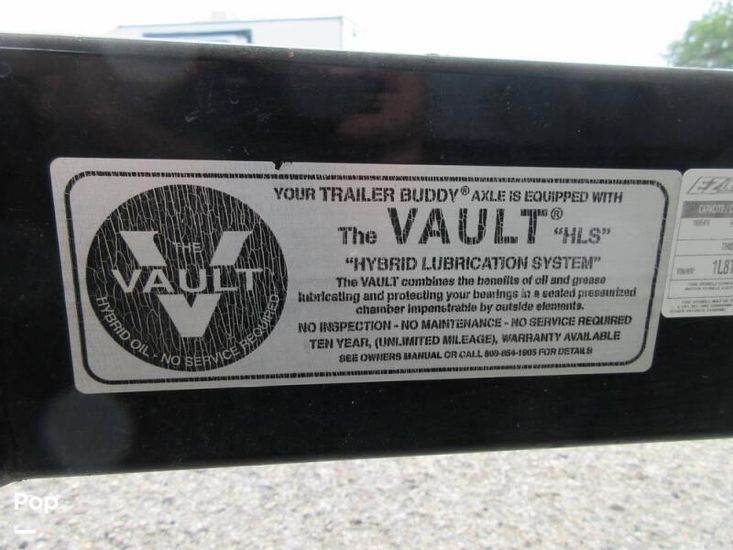 YOUR TRAILER BUDDY® AXLE IS EQUIPPED WITH
The VAULT® "HLS"
"HYBRID LUBRICATION SYSTEM"
The VAULT combines the benefits of oil and grease
lubricating and protecting your bearings in a sealed pressurized
chamber impenetrable by outside elements.
NO INSPECTION - NO MAINTENANCE - NO SERVICE REQUIRED
TEN YEAR, (UNLIMITED MILEAGE), WARRANTY AVAILABLE
SEE OWNERS MANUAL OR CALL FOR DETAILS
THE
VAULT
V
HYBRID OIL - NO SERVICE REQUIRED
Pop